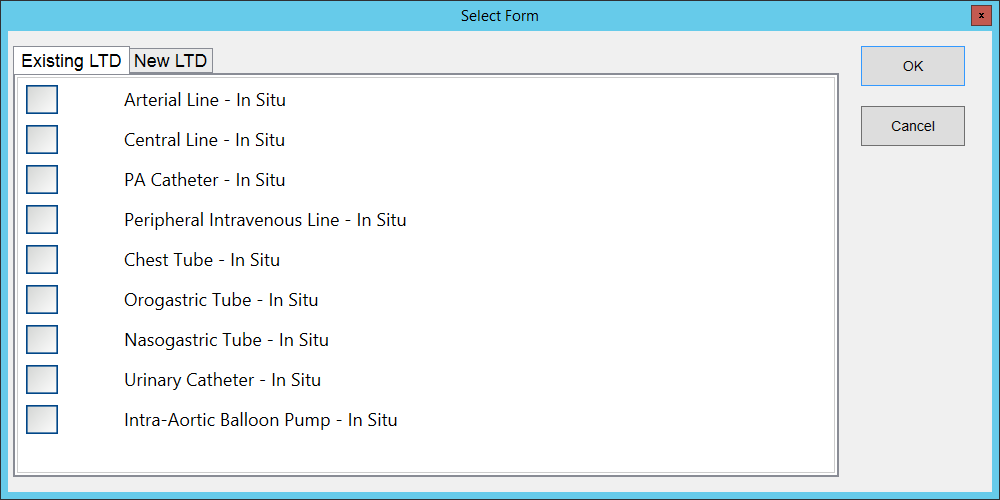 Select Form
x
Existing LTD
New LTD
OK
Cancel
Arterial Line - In Situ
Central Line - In Situ
PA Catheter - In Situ
Peripheral Intravenous Line - In Situ
Chest Tube - In Situ
Orogastric Tube - In Situ
Nasogastric Tube - In Situ
Urinary Catheter - In Situ
Intra-Aortic Balloon Pump - In Situ